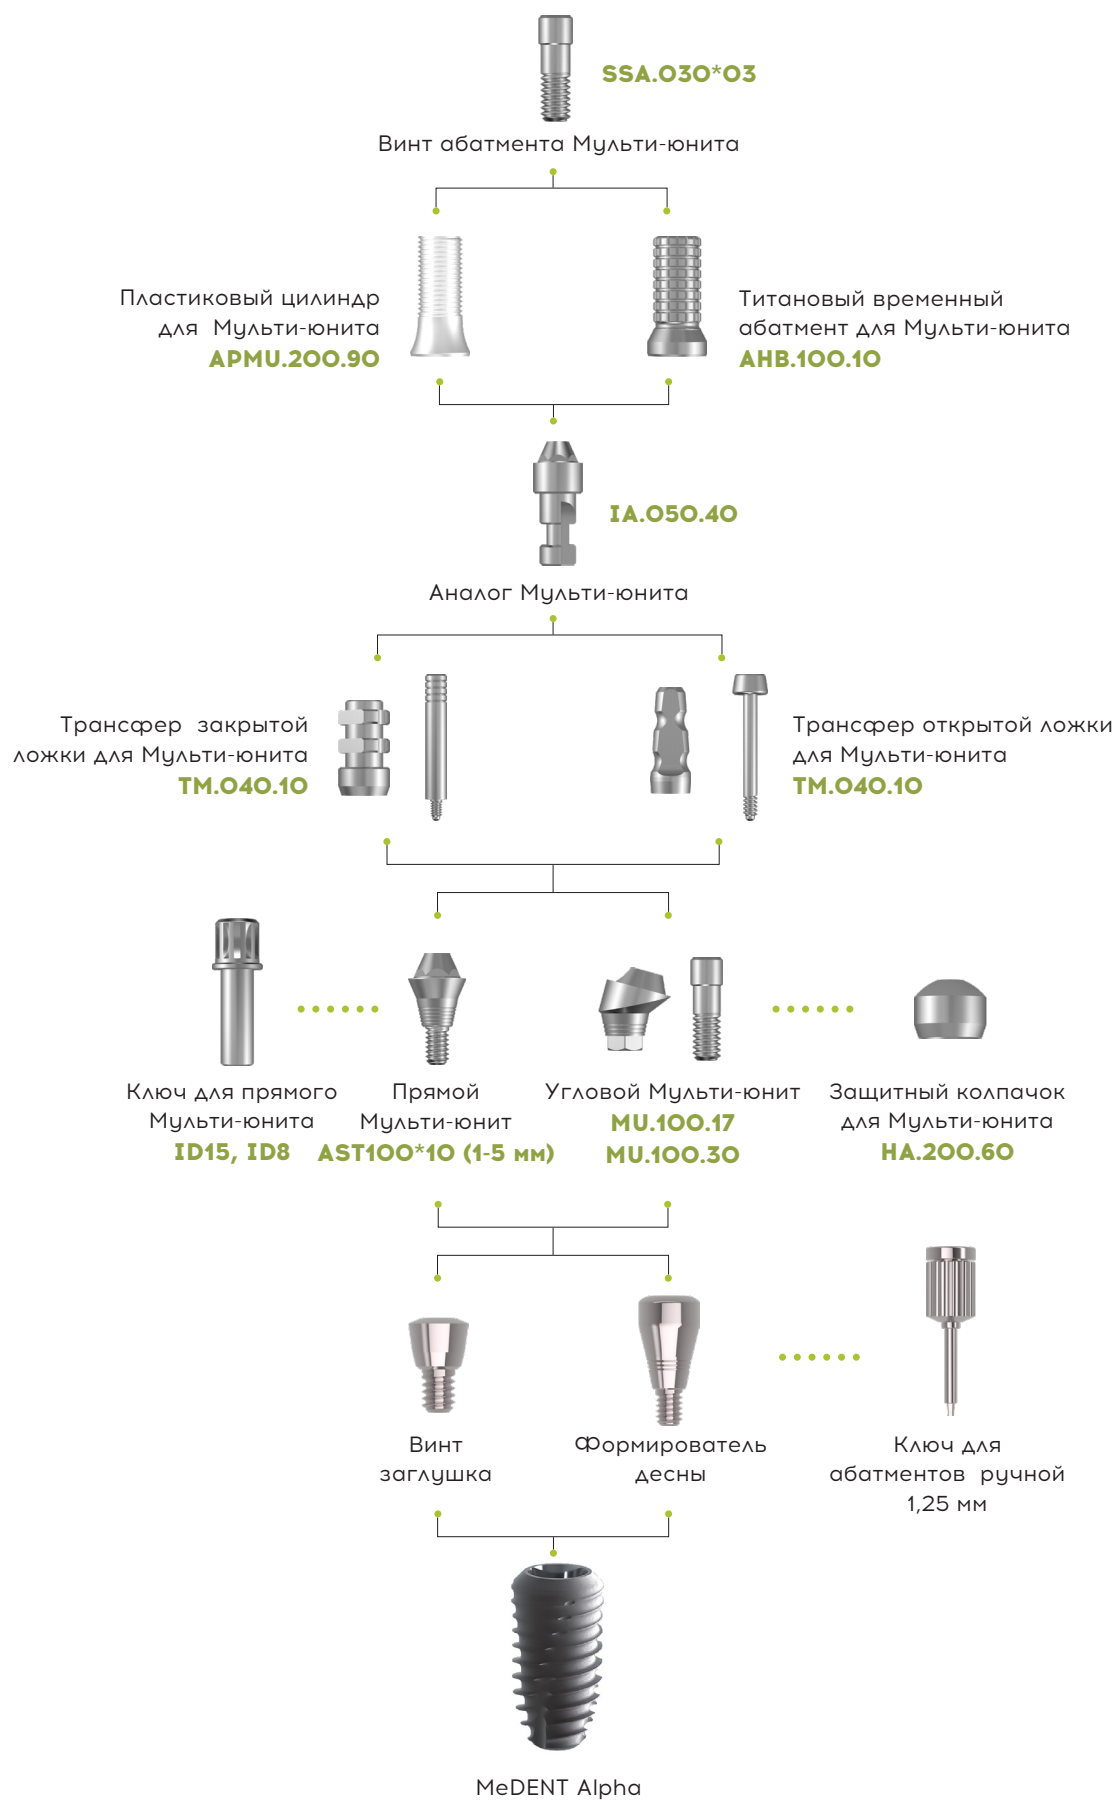 SSA.030*03
Винт абатмента Мульти-юнита
Пластиковый цилиндр
для Мульти-юнита
APMU.200.90
Титановый временный
абатмент для Мульти-юнита
AHB.100.10
IA.050.40
Аналог Мульти-юнита
Трансфер закрытой
ложки для Мульти-юнита
TM.040.10
Трансфер открытой ложки
для Мульти-юнита
TM.040.10
Ключ для прямого
Мульти-юнита
ID15, ID8
Прямой
Мульти-юнит
AST100*10 (1-5 мм)
Угловой Мульти-юнит
MU.100.17
MU.100.30
Защитный колпачок
для Мульти-юнита
HA.200.60
Винт
заглушка
Формирователь
десны
Ключ для
абатментов ручной
1,25 мм
MeDENT Alpha